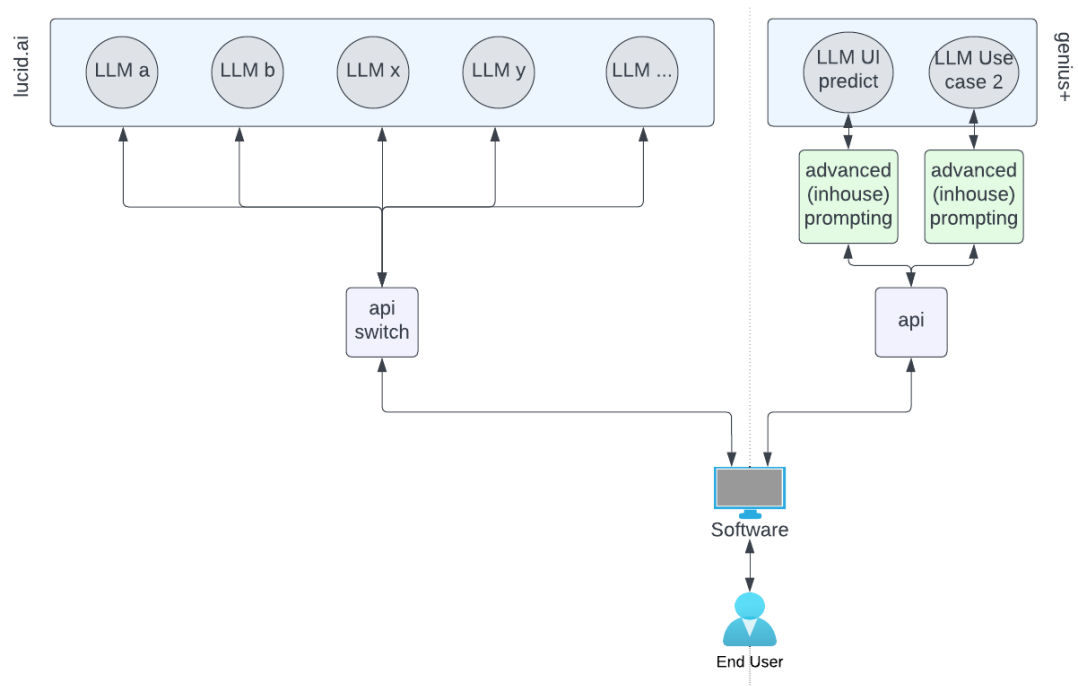 lucid.ai
LLM a
LLM b
LLM x
LLM y
LLM ...
LLM UI
predict
LLM Use
case 2
genius+
advanced
(inhouse)
prompting
advanced
(inhouse)
prompting
api
switch
api
Software
End User